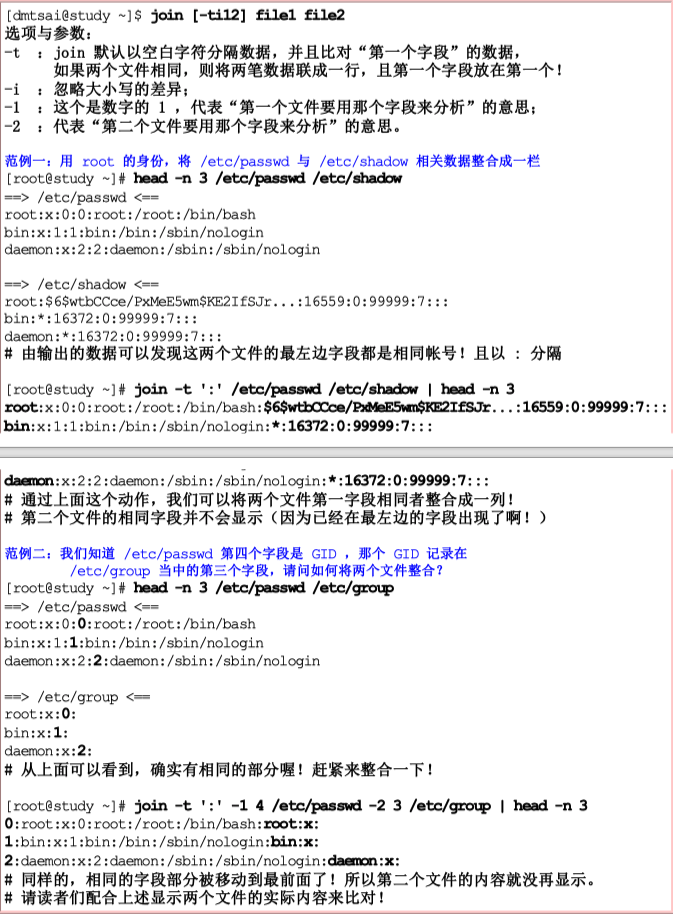 [dmtsai@study ~]$ join [-ti12] file1 file2
选项与参数：
-t ：join 默认以空白字符分隔数据，并且比对“第一个字段”的数据，
如果两个文件相同，则将两笔数据联成一行，且第一个字段放在第一个！
-i ：忽略大小写的差异；
-1 ：这个是数字的 1 ，代表“第一个文件要用那个字段来分析”的意思；
-2 ：代表“第二个文件要用那个字段来分析”的意思。
范例一：用 root 的身份，将 /etc/passwd 与 /etc/shadow 相关数据整合成一栏
[root@study ~]# head -n 3 /etc/passwd /etc/shadow
==> /etc/passwd <==
root:x:0:0:root:/root:/bin/bash
bin:x:1:1:bin:/bin:/sbin/nologin
daemon:x:2:2:daemon:/sbin:/sbin/nologin
==> /etc/shadow <==
root:$6$wtbCCce/PxMeE5wm$KE2IfSJr...:16559:0:99999:7:::
bin:*:16372:0:99999:7:::
daemon:*:16372:0:99999:7:::
# 由输出的数据可以发现这两个文件的最左边字段都是相同帐号！且以 : 分隔
[root@study ~]# join -t ':' /etc/passwd /etc/shadow | head -n 3
root:x:0:0:root:/root:/bin/bash:$6$wtbCCce/PxMeE5wm$KE2IfSJr...:16559:0:99999:7:::
bin:x:1:1:bin:/bin:/sbin/nologin:*:16372:0:99999:7:::
daemon:x:2:2:daemon:/sbin:/sbin/nologin:*:16372:0:99999:7:::
# 通过上面这个动作，我们可以将两个文件第一字段相同者整合成一列！
# 第二个文件的相同字段并不会显示（因为已经在最左边的字段出现了啊！）
范例二：我们知道 /etc/passwd 第四个字段是 GID ，那个 GID 记录在
/etc/group 当中的第三个字段，请问如何将两个文件整合？
[root@study ~]# head -n 3 /etc/passwd /etc/group
==> /etc/passwd <==
root:x:0:0:root:/root:/bin/bash
bin:x:1:1:bin:/bin:/sbin/nologin
daemon:x:2:2:daemon:/sbin:/sbin/nologin
==> /etc/group <==
root:x:0:
bin:x:1:
daemon:x:2:
# 从上面可以看到，确实有相同的部分喔！赶紧来整合一下！
[root@study ~]# join -t ':' -1 4 /etc/passwd -2 3 /etc/group | head -n 3
0:root:x:0:root:/root:/bin/bash:root:x:
1:bin:x:1:bin:/bin:/sbin/nologin:bin:x:
2:daemon:x:2:daemon:/sbin:/sbin/nologin:daemon:x:
# 同样的，相同的字段部分被移动到最前面了！所以第二个文件的内容就没再显示。
# 请读者们配合上述显示两个文件的实际内容来比对！